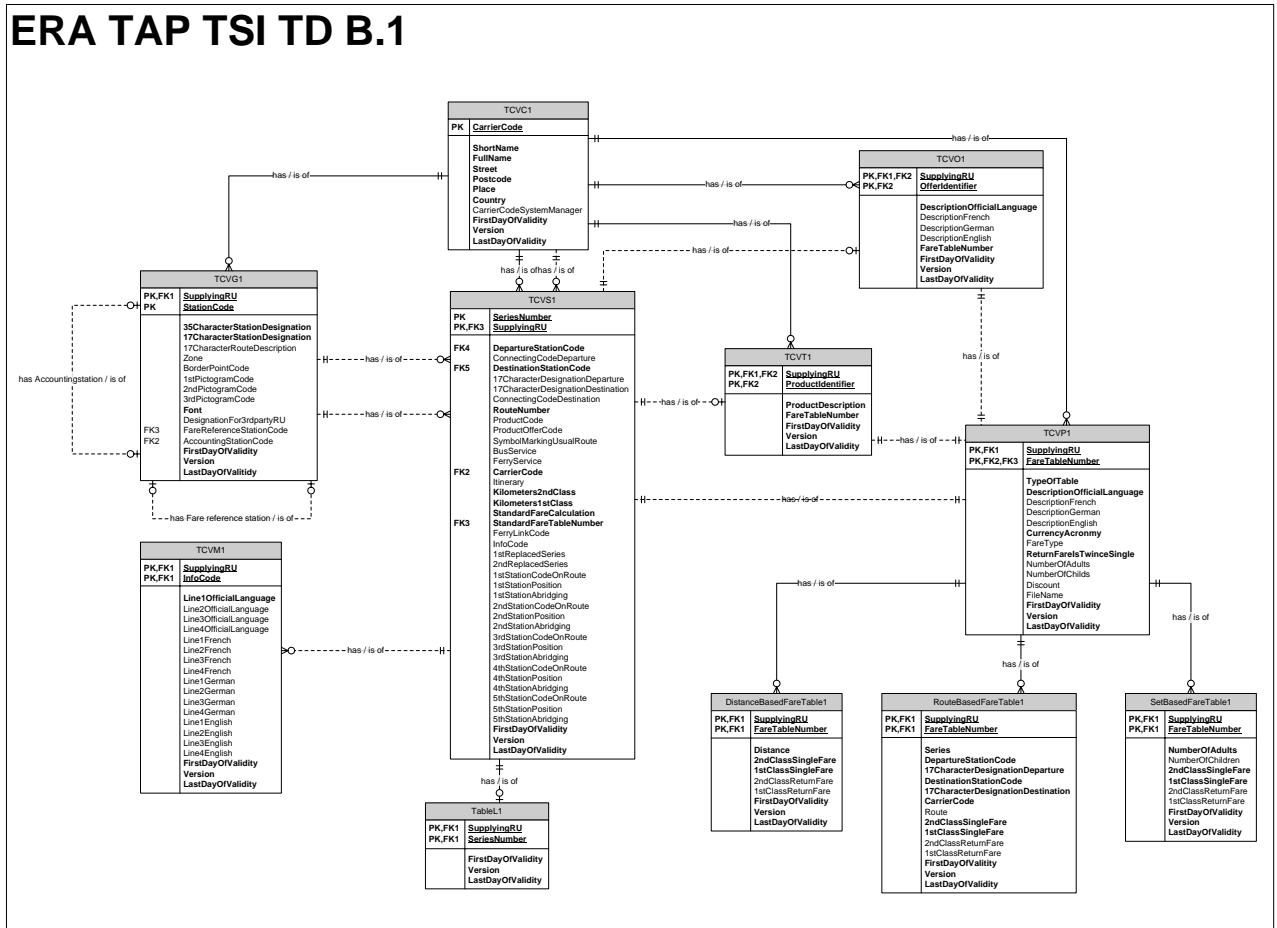 ERA TAP TSI TD B.1
TCVC1
PK CarrierCode
ShortName
FullName
Street
Postcode
Place
Country
CarrierCodeSystemManager
FirstDayOfValidity
Version
LastDayOfValidity
has / is of
has / is of
has / is of
has / is of
has / is of
has / is of has / is of
TCVO1
PK,FK1,FK2 SupplyingRU
PK,FK2 OfferIdentifier
DescriptionOfficialLanguage
DescriptionFrench
DescriptionGerman
DescriptionEnglish
FareTableNumber
FirstDayOfValidity
Version
LastDayOfValidity
TCVG1
PK,FK1 SupplyingRU
PK StationCode
35CharacterStationDesignation
17CharacterStationDesignation
17CharacterRouteDescription
Zone
BorderPointCode
1stPictogramCode
2ndPictogramCode
3rdPictogramCode
Font
DesignationFor3rdpartyRU
FK3 FareReferenceStationCode
FK2 AccountingStationCode
FirstDayOfValidity
Version
LastDayOfValitidy
has Accountingstation / is of
has Fare reference station / is of
has / is of
has / is of
TCVS1
PK SeriesNumber
PK,FK3 SupplyingRU
FK4 DepartureStationCode
ConnectingCodeDeparture
FK5 DestinationStationCode
17CharacterDesignationDeparture
17CharacterDesignationDestination
ConnectingCodeDestination
RouteNumber
ProductCode
ProductOfferCode
SymbolMarkingUsualRoute
BusService
FerryService
FK2 CarrierCode
Itinerary
Kilometers2ndClass
Kilometers1stClass
StandardFareCalculation
FK3 StandardFareTableNumber
FerryLinkCode
InfoCode
1stReplacedSeries
2ndReplacedSeries
1stStationCodeOnRoute
1stStationPosition
1stStationAbridging
2ndStationCodeOnRoute
2ndStationPosition
2ndStationAbridging
3rdStationCodeOnRoute
3rdStationPosition
3rdStationAbridging
4thStationCodeOnRoute
4thStationPosition
4thStationAbridging
5thStationCodeOnRoute
5thStationPosition
5thStationAbridging
FirstDayOfValidity
Version
LastDayOfValidity
TCVT1
PK,FK1,FK2 SupplyingRU
PK,FK2 ProductIdentifier
ProductDescription
FareTableNumber
FirstDayOfValidity
Version
LastDayOfValidity
has / is of
has / is of
has / is of
has / is of
TCVP1
PK,FK1 SupplyingRU
PK,FK2,FK3 FareTableNumber
TypeOfTable
DescriptionOfficialLanguage
DescriptionFrench
DescriptionGerman
DescriptionEnglish
CurrencyAcronmy
FareType
ReturnFareIsTwinceSingle
NumberOfAdults
NumberOfChilds
Discount
FileName
FirstDayOfValidity
Version
LastDayOfValidity
TCVM1
PK,FK1 SupplyingRU
PK,FK1 InfoCode
Line1OfficialLanguage
Line2OfficialLanguage
Line3OfficialLanguage
Line4OfficialLanguage
Line1French
Line2French
Line3French
Line4French
Line1German
Line2German
Line3German
Line4German
Line1English
Line2English
Line3English
Line4English
FirstDayOfValidity
Version
LastDayOfValidity
has / is of
has / is of
has / is of
has / is of
has / is of
TableL1
PK,FK1 SupplyingRU
PK,FK1 SeriesNumber
FirstDayOfValidity
Version
LastDayOfValidity
DistanceBasedFareTable1
PK,FK1 SupplyingRU
PK,FK1 FareTableNumber
Distance
2ndClassSingleFare
1stClassSingleFare
2ndClassReturnFare
1stClassReturnFare
FirstDayOfValidity
Version
LastDayOfValidity
RouteBasedFareTable1
PK,FK1 SupplyingRU
PK,FK1 FareTableNumber
Series
DepartureStationCode
17CharacterDesignationDeparture
DestinationStationCode
17CharacterDesignationDestination
CarrierCode
Route
2ndClassSingleFare
1stClassSingleFare
2ndClassReturnFare
1stClassReturnFare
FirstDayOfValitity
Version
LastDayOfValidity
SetBasedFareTable1
PK,FK1 SupplyingRU
PK,FK1 FareTableNumber
NumberOfAdults
NumberOfChildren
2ndClassSingleFare
1stClassSingleFare
2ndClassReturnFare
1stClassReturnFare
FirstDayOfValidity
Version
LastDayOfValidity